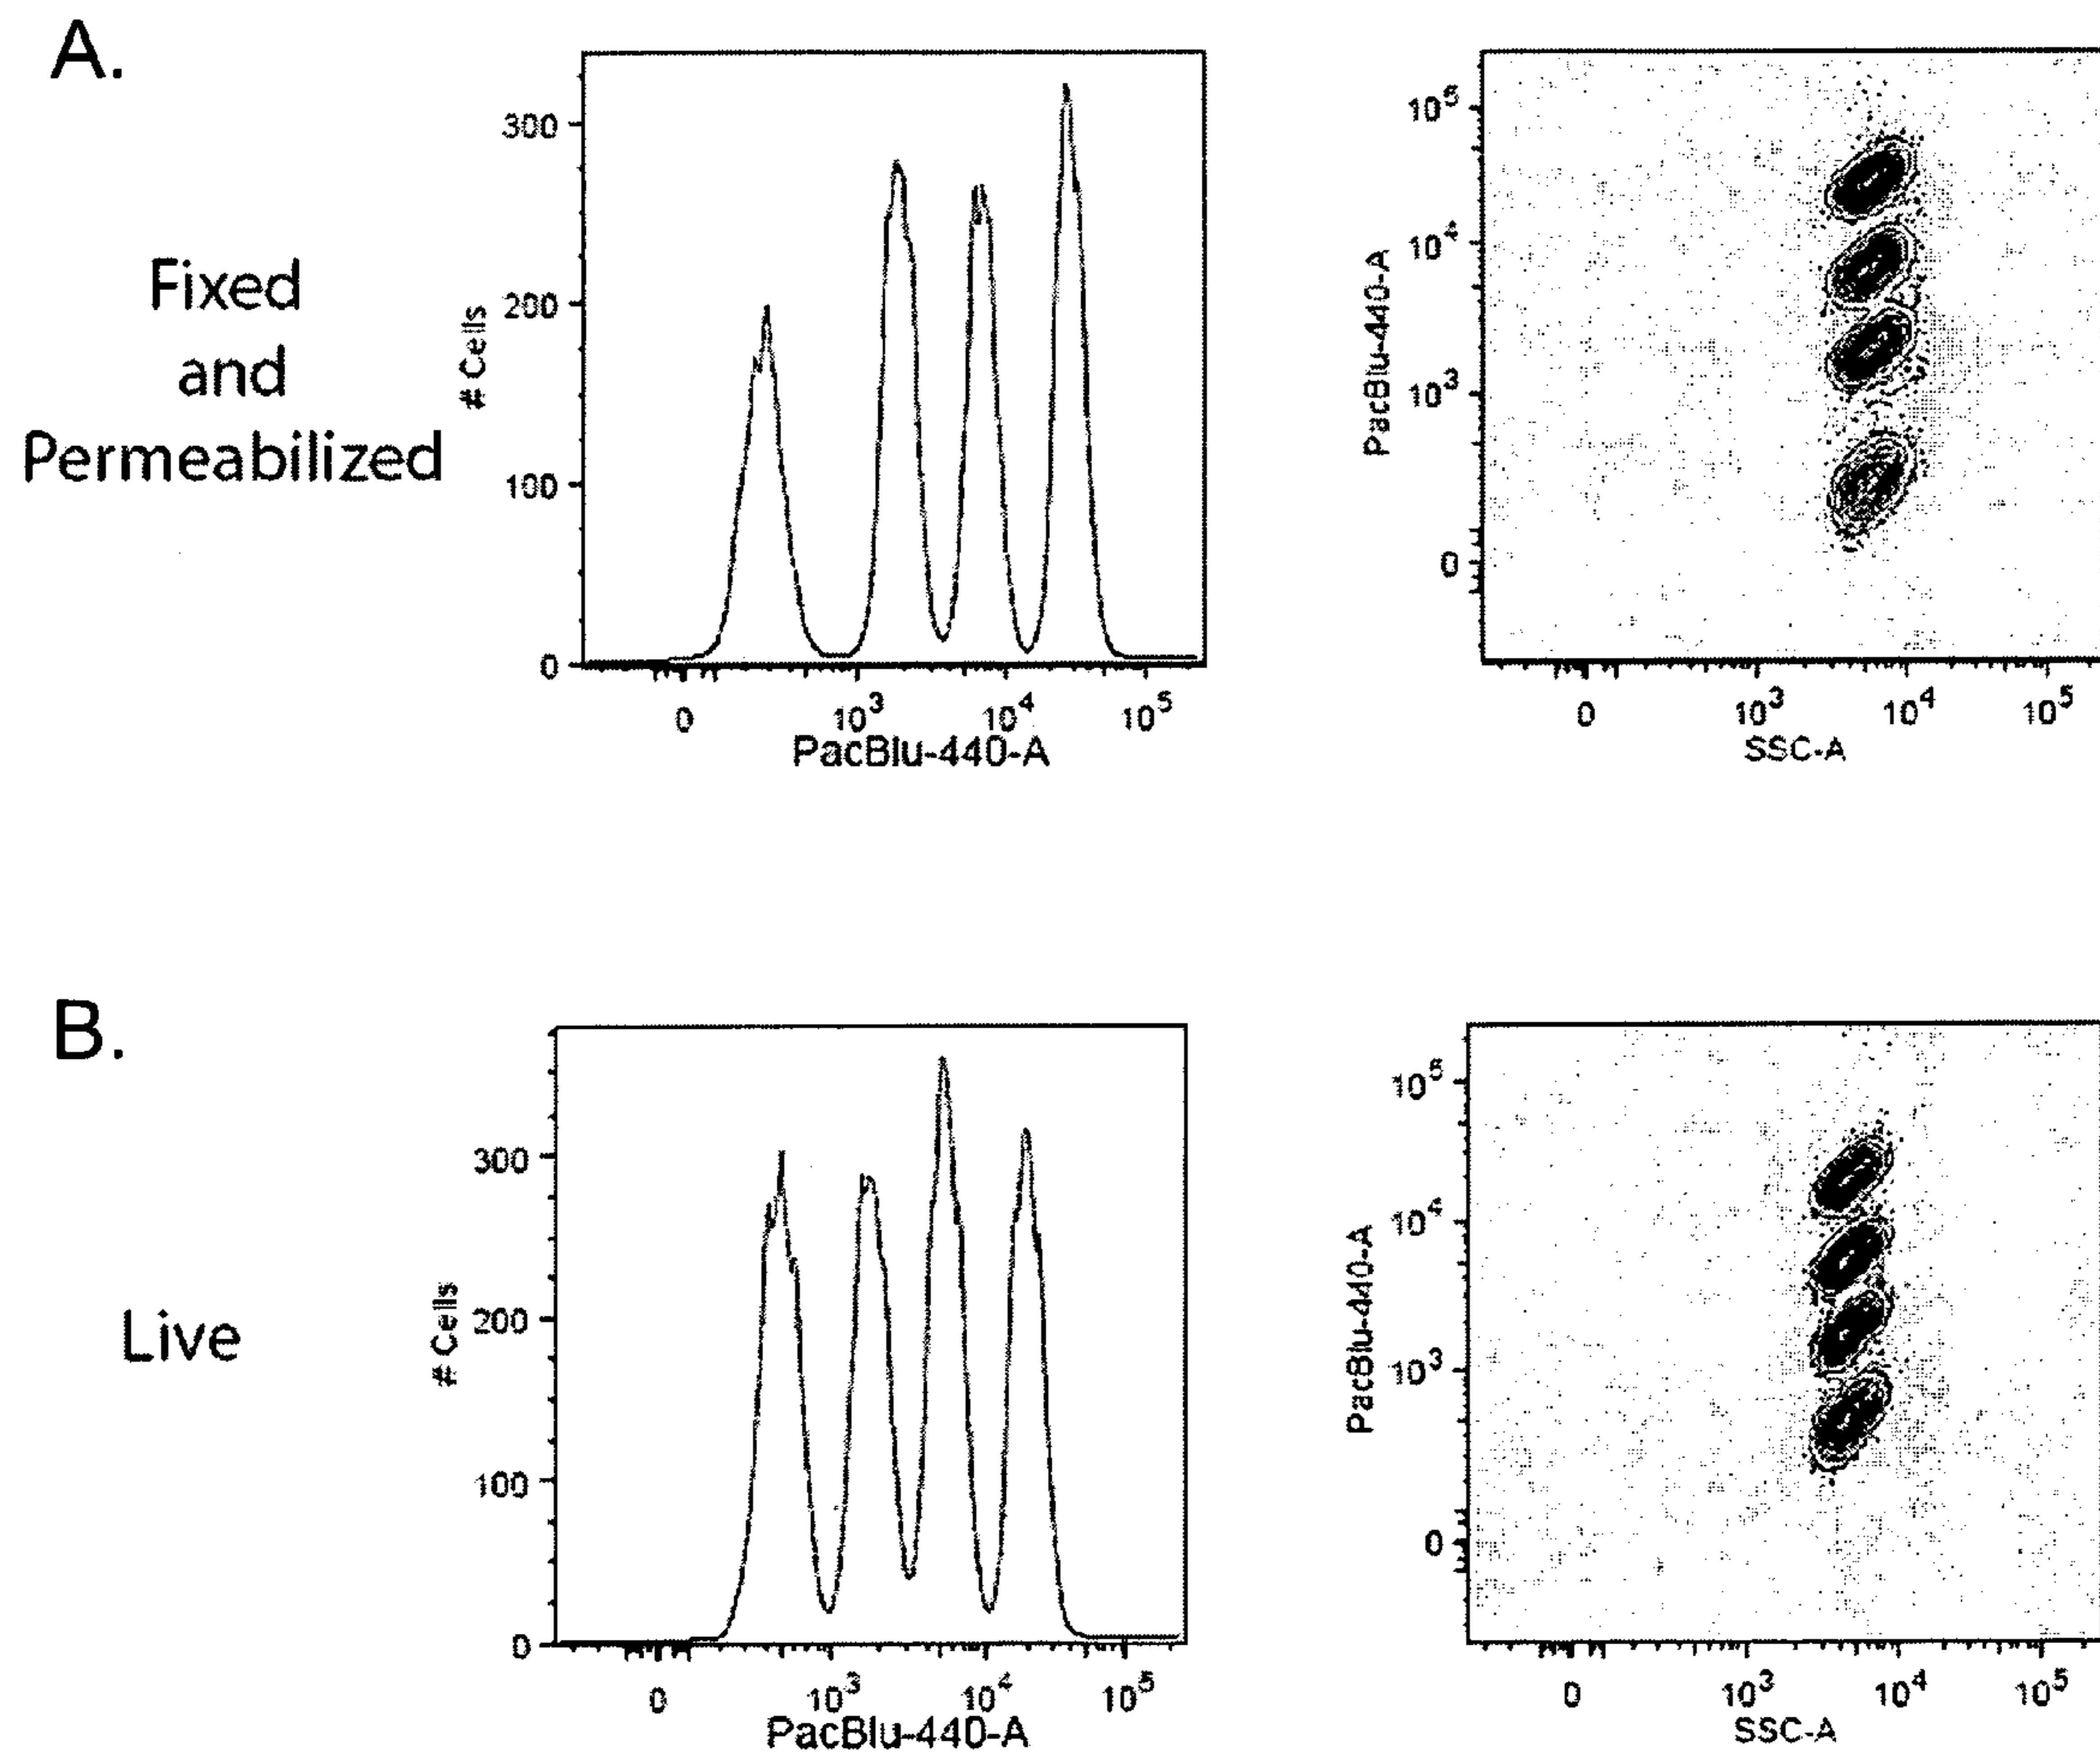 A.
Fixed
and
Permeabilized
# Cells
300
200
100
0
0 10³ 10⁴ 10⁵
PacBlu-440-A
PacBlu-440-A
10⁵
10⁴
10³
0
0 10³ 10⁴ 10⁵
SSC-A
B.
Live
# Cells
300
200
100
0
0 10³ 10⁴ 10⁵
PacBlu-440-A
PacBlu-440-A
10⁵
10⁴
10³
0
0 10³ 10⁴ 10⁵
SSC-A